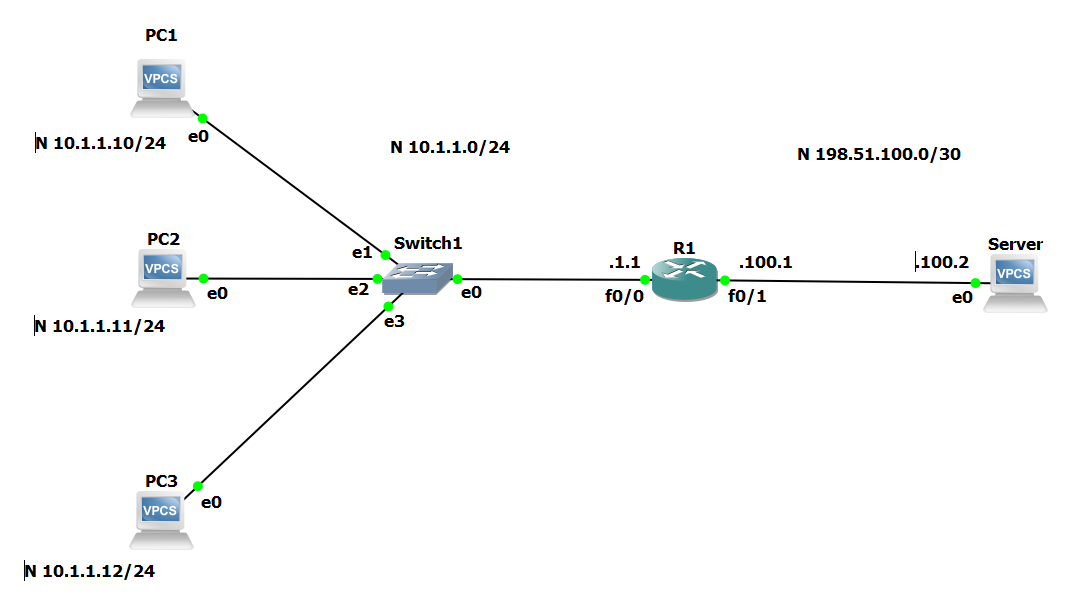 PC1
VPCS
N 10.1.1.10/24
e0
N 10.1.1.0/24
N 198.51.100.0/30
PC2
VPCS
e0
N 10.1.1.11/24
Switch1
e1
e2
e3
e0
R1
.1.1
f0/0
.100.1
f0/1
Server
.100.2
VPCS
e0
PC3
VPCS
e0
N 10.1.1.12/24